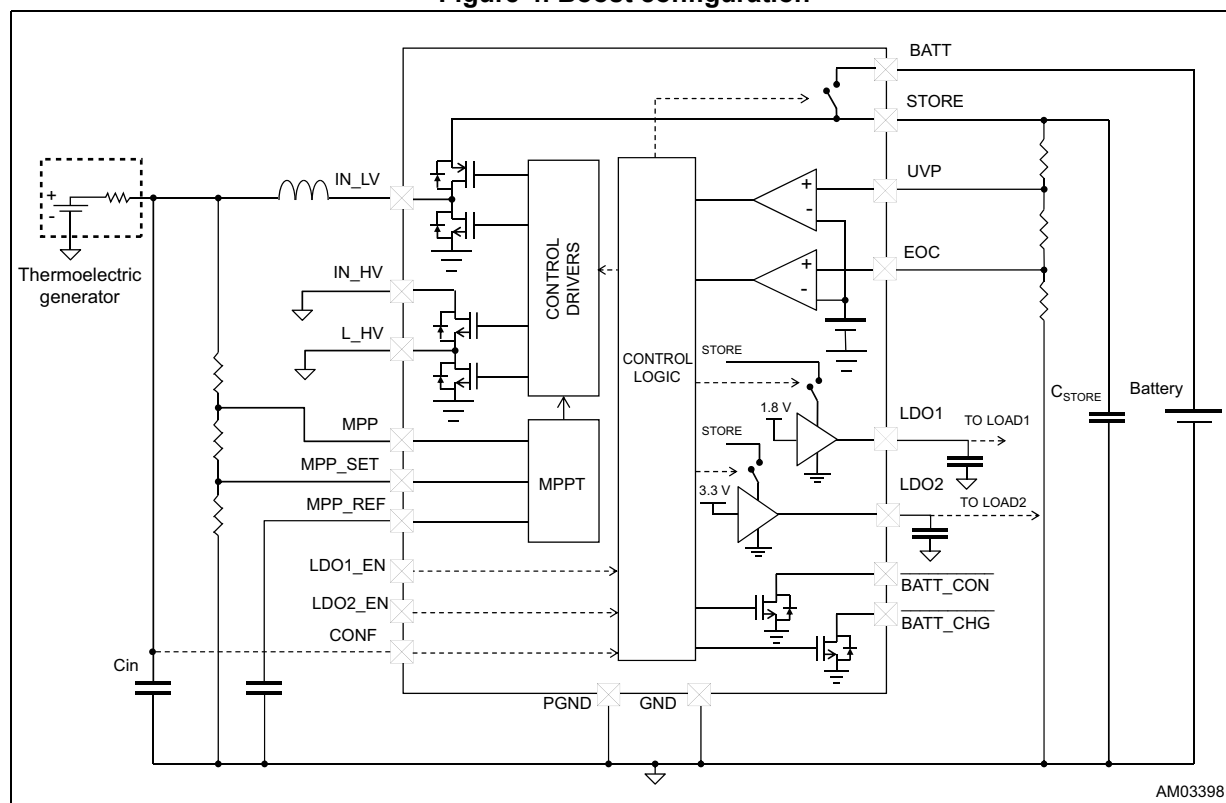 Figure 4. Boost configuration
BATT
STORE
UVP
EOC
IN_LV
+
-
Thermoelectric
generator
IN_HV
L_HV
CONTROL
DRIVERS
CONTROL
LOGIC
+
-
+
-
STORE
1.8 V
STORE
3.3 V
CSTORE
Battery
LDO1
TO LOAD1
LDO2
TO LOAD2
MPP
MPP_SET
MPP_REF
MPPT
LDO1_EN
LDO2_EN
CONF
BATT_CON
BATT_CHG
Cin
PGND
GND
AM03398